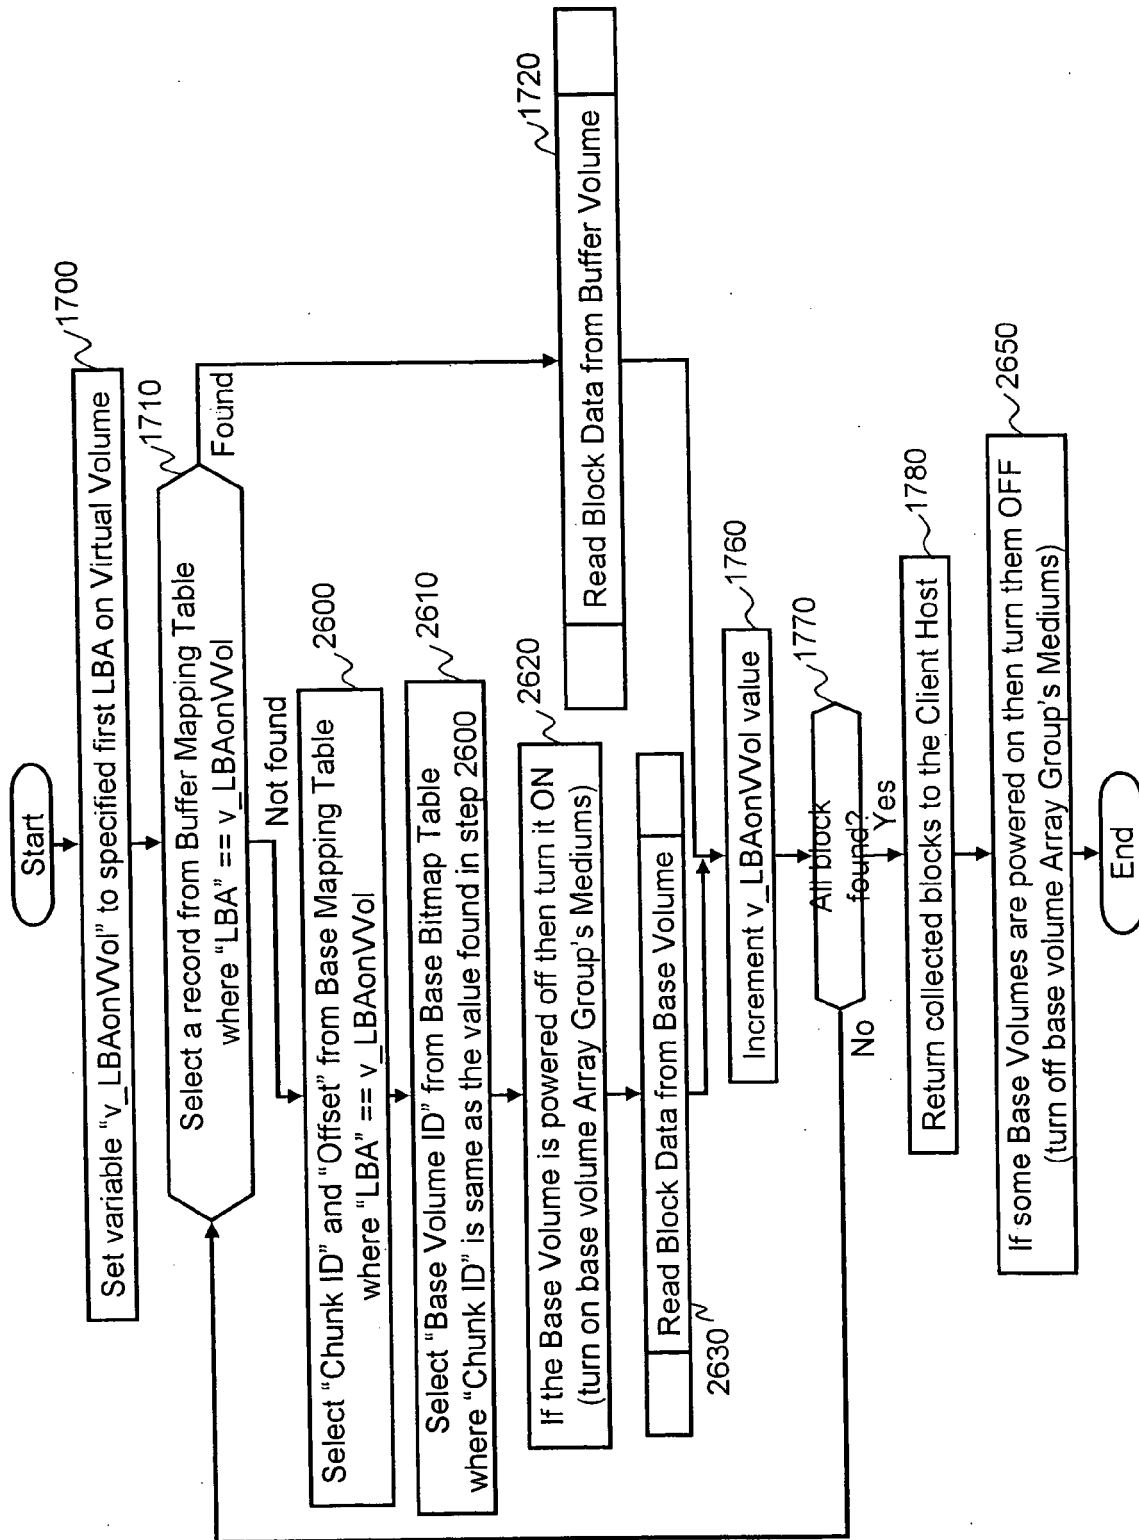 Start
1700
Set variable “v_LBAonVVol” to specified first LBA on Virtual Volume
1710
Select a record from Buffer Mapping Table
where “LBA” == v_LBAonVVol
Found
Not found
2600
Select “Chunk ID” and “Offset” from Base Mapping Table
where “LBA” == v_LBAonVVol
2610
Select “Base Volume ID” from Base Bitmap Table
where “Chunk ID” is same as the value found in step 2600
2620
If the Base Volume is powered off then turn it ON
(turn on base volume Array Group's Mediums)
1720
Read Block Data from Buffer Volume
Read Block Data from Base Volume
2630
1760
Increment v_LBAonVVol value
1770
All block
found?
No
Yes
1780
Return collected blocks to the Client Host
2650
If some Base Volumes are powered on then turn them OFF
(turn off base volume Array Group's Mediums)
End